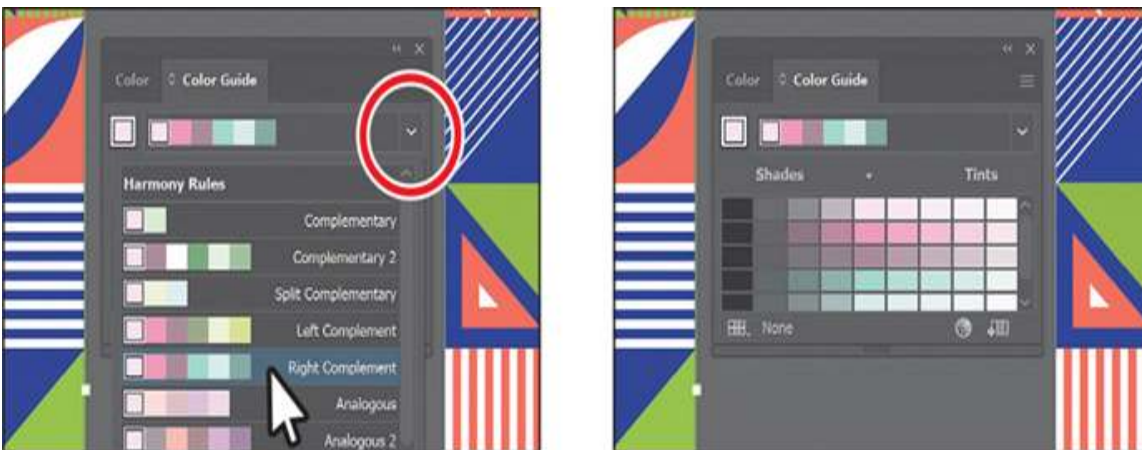 Color Color Guide
Harmony Rules
Complementary
Complementary 2
Split Complementary
Left Complement
Right Complement
Analogous
Analogous 2
Color Color Guide
Shades Tints
None